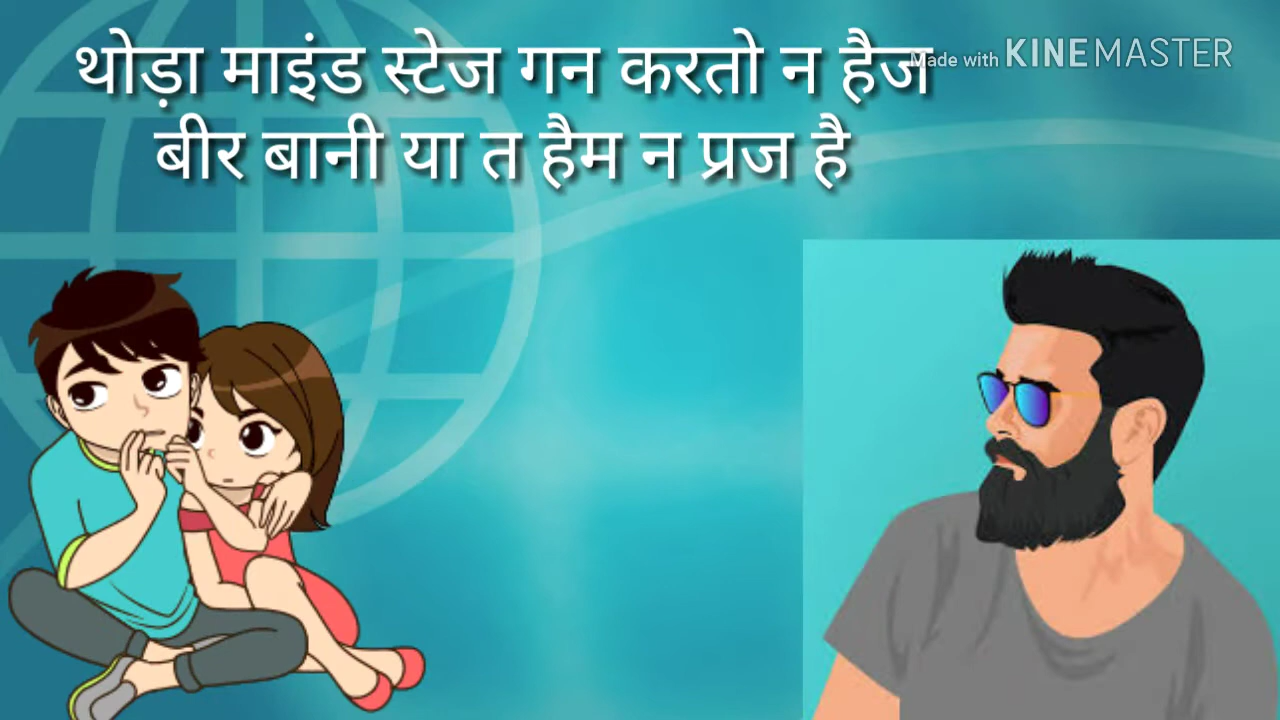 थोड़ा माइंड स्टेज गन करतो न हैज
Made with KINEMASTER
बीर बानी या त हैम न प्रज है